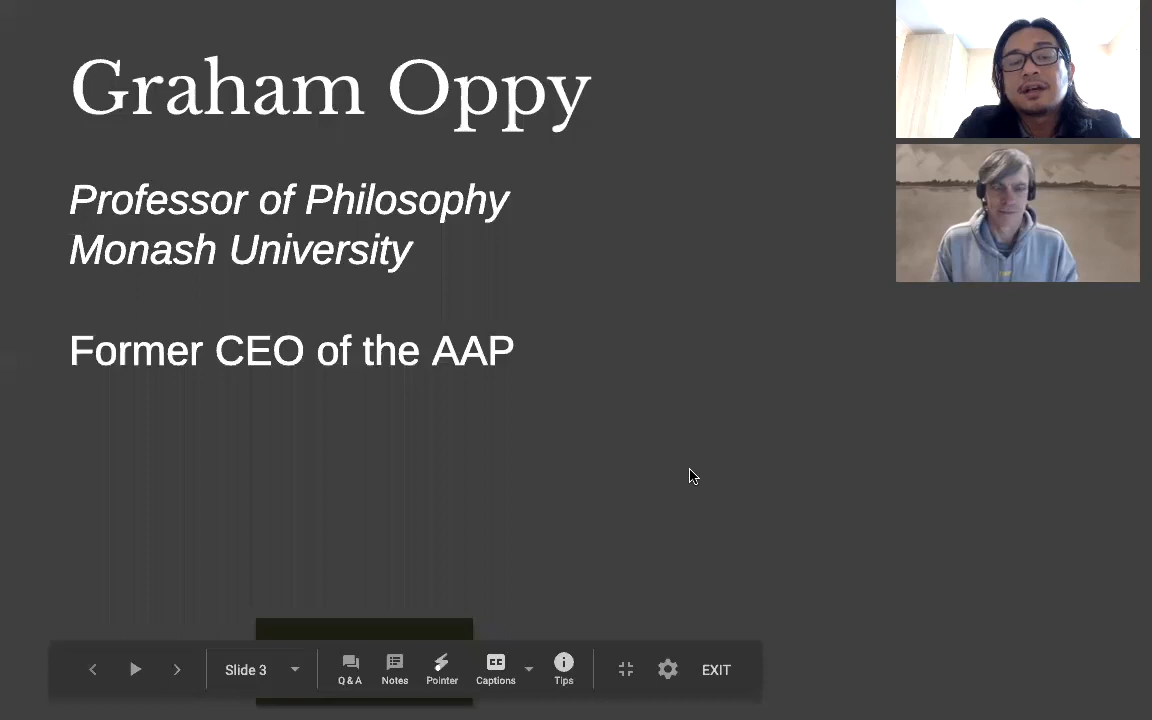 Graham Oppy
Professor of Philosophy
Monash University
Former CEO of the AAP
Slide 3
Q & A
Notes
Pointer
Captions
Tips
EXIT